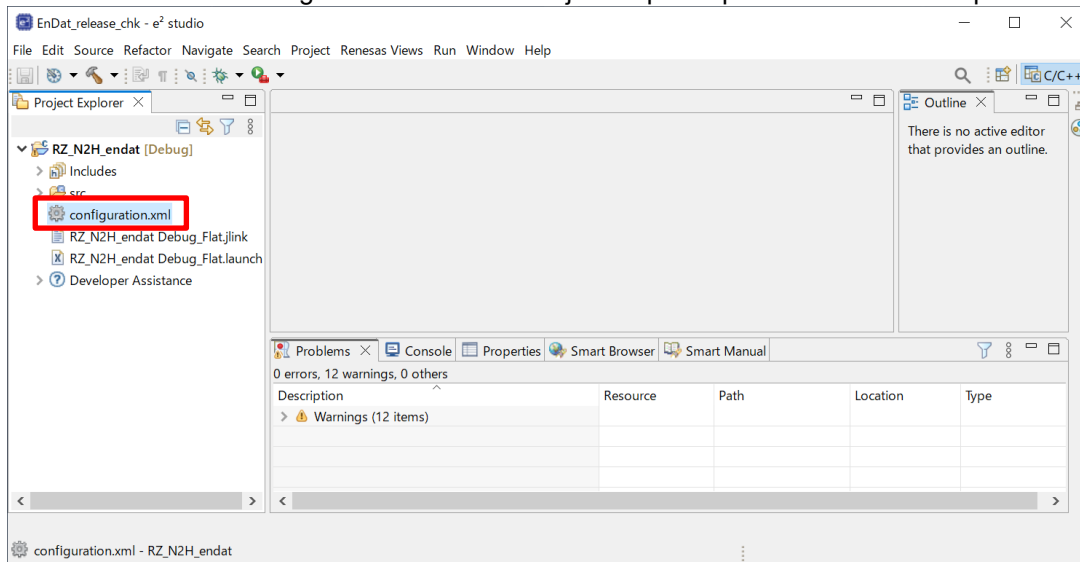 EnDat_release_chk - e² studio
File Edit Source Refactor Navigate Search Project Renesas Views Run Window Help
C/C++
Project Explorer
Outline
There is no active editor
that provides an outline.
RZ_N2H_endat [Debug]
Includes
src
configuration.xml
RZ_N2H_endat Debug_Flat.jlink
RZ_N2H_endat Debug_Flat.launch
Developer Assistance
Problems Console Properties Smart Browser Smart Manual
0 errors, 12 warnings, 0 others
Description Resource Path Location Type
Warnings (12 items)
configuration.xml - RZ_N2H_endat